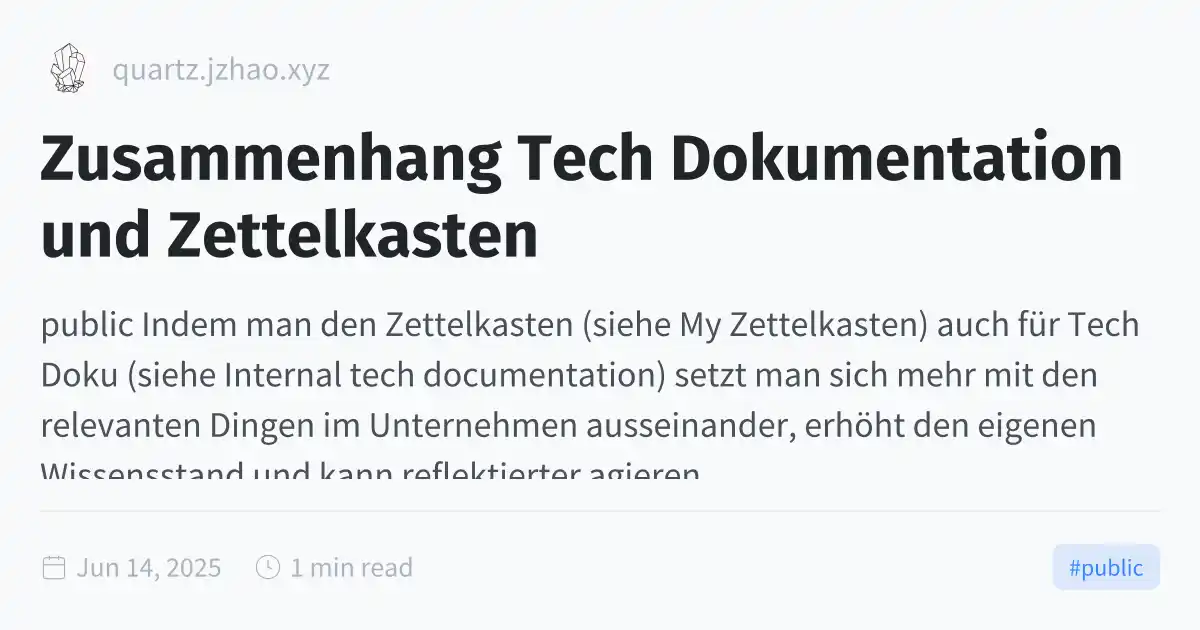 quartz.jzhao.xyz
Zusammenhang Tech Dokumentation
und Zettelkasten
public Indem man den Zettelkasten (siehe My Zettelkasten) auch für Tech
Doku (siehe Internal tech documentation) setzt man sich mehr mit den
relevanten Dingen im Unternehmen ausseinander, erhöht den eigenen
Wissensstand und kann reflektierter agieren
Jun 14, 2025 1 min read #public